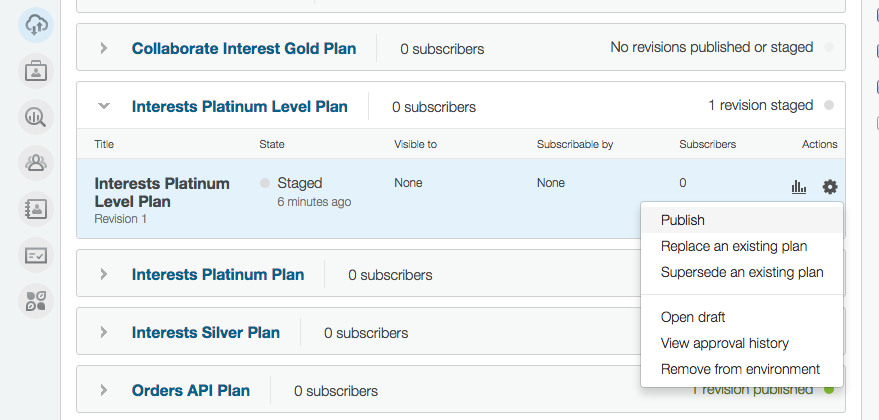 Collaborate Interest Gold Plan 0 subscribers No revisions published or staged
Interests Platinum Level Plan 0 subscribers 1 revision staged
Title State Visible to Subscribable by Subscribers Actions
Interests Platinum Level Plan Staged None None 0
6 minutes ago
Revision 1
Publish
Replace an existing plan
Supersede an existing plan
Open draft
View approval history
Remove from environment
Interests Platinum Plan 0 subscribers
Interests Silver Plan 0 subscribers
Orders API Plan 0 subscribers 1 revision published